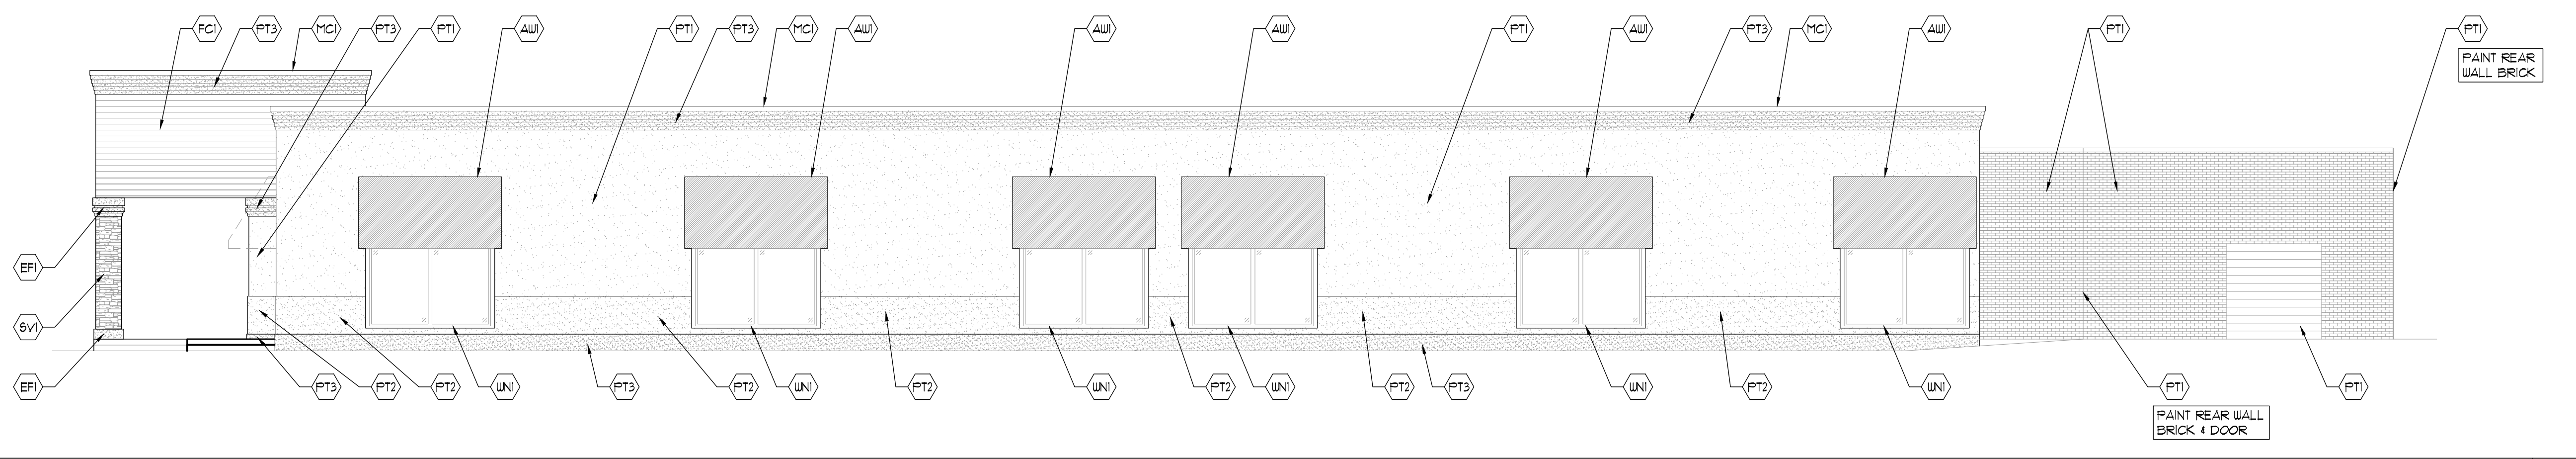 FC1 PT3 MC1 PT3 PT1 AW1 PT1 PT3 MC1 AW1 AW1 AW1 PT1 AW1 PT3 MC1 AW1 PT1 PT1
PAINT REAR
WALL BRICK
EF1
SV1
EF1 PT3 PT2 PT2 WN1 PT3 PT2 WN1 PT2 WN1 PT2 WN1 PT2 PT3 WN1 PT2 WN1 PT1 PT1
PAINT REAR WALL
BRICK & DOOR